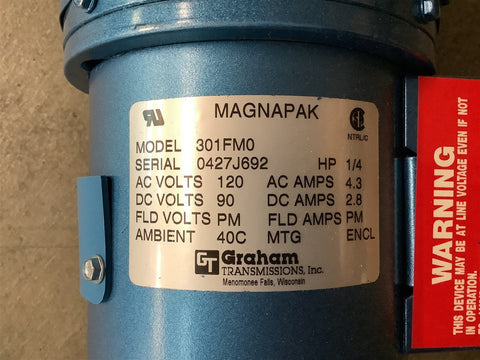 MAGNAPAK
NTRL/C
MODEL 301FM0
SERIAL 0427J692 HP 1/4
AC VOLTS 120 AC AMPS 4.3
DC VOLTS 90 DC AMPS 2.8
FLD VOLTS PM FLD AMPS PM
AMBIENT 40C MTG ENCL
GT Graham
TRANSMISSIONS, Inc.
Menomonee Falls, Wisconsin
WARNING
THIS DEVICE MAY BE AT LINE VOLTAGE EVEN IF NOT
IN OPERATION.